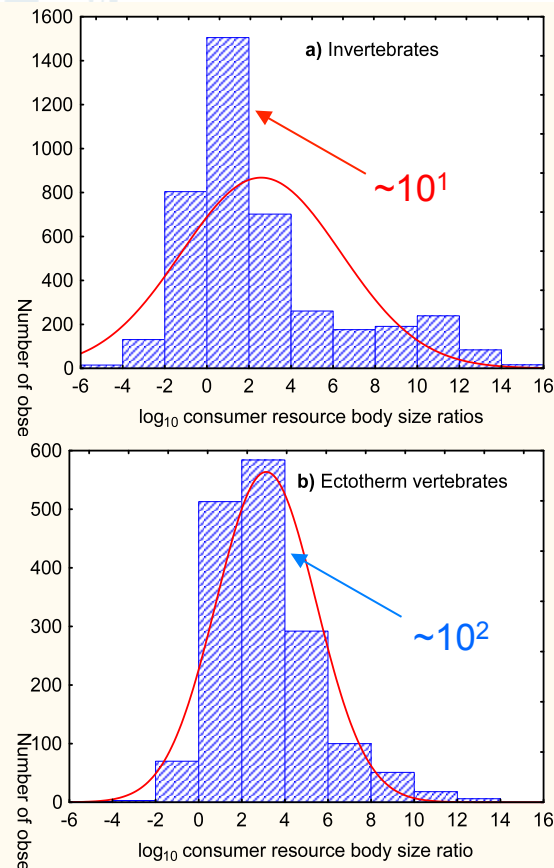 1600
a) Invertebrates
1400
1200
1000
~10¹
800
600
400
200
0
-6 -4 -2 0 2 4 6 8 10 12 14 16
Number of obse
log₁₀ consumer resource body size ratios
600
b) Ectotherm vertebrates
500
400
~10²
300
200
100
0
-6 -4 -2 0 2 4 6 8 10 12 14 16
Number of obse
log₁₀ consumer resource body size ratio